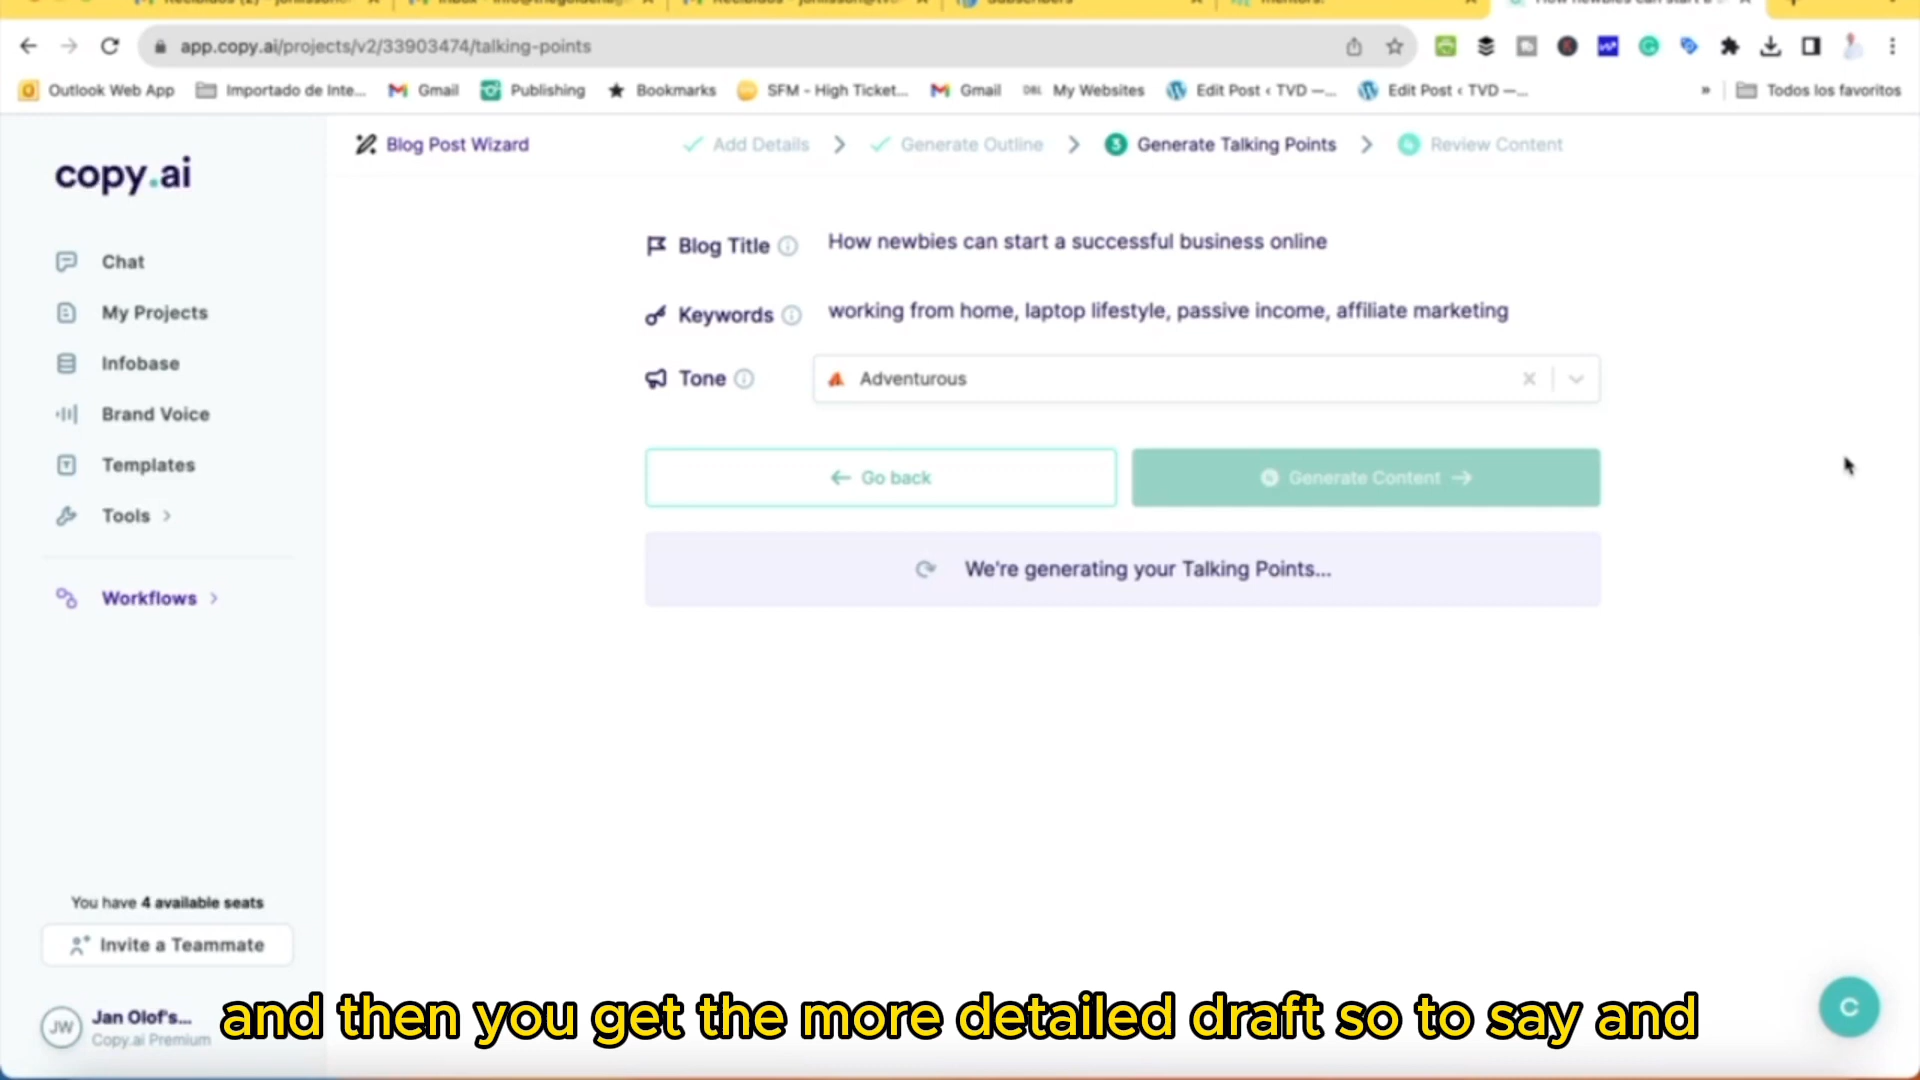 app.copy.ai/projects/v2/33903474/talking-points
Outlook Web App
Importado de Inte...
Gmail
Publishing
Bookmarks
SFM - High Ticket...
Gmail
My Websites
Edit Post ‹ TVD —...
Edit Post ‹ TVD —...
»
Todos los favoritos
copy.ai
Blog Post Wizard
Add Details
Generate Outline
3 Generate Talking Points
Review Content
Chat
My Projects
Infobase
Brand Voice
Templates
Tools
Workflows
Blog Title
How newbies can start a successful business online
Keywords
working from home, laptop lifestyle, passive income, affiliate marketing
Tone
Adventurous
Go back
Generate Content
We're generating your Talking Points...
You have 4 available seats
Invite a Teammate
JW
Jan Olof's...
Copy.ai Premium
C
and then you get the more detailed draft so to say and